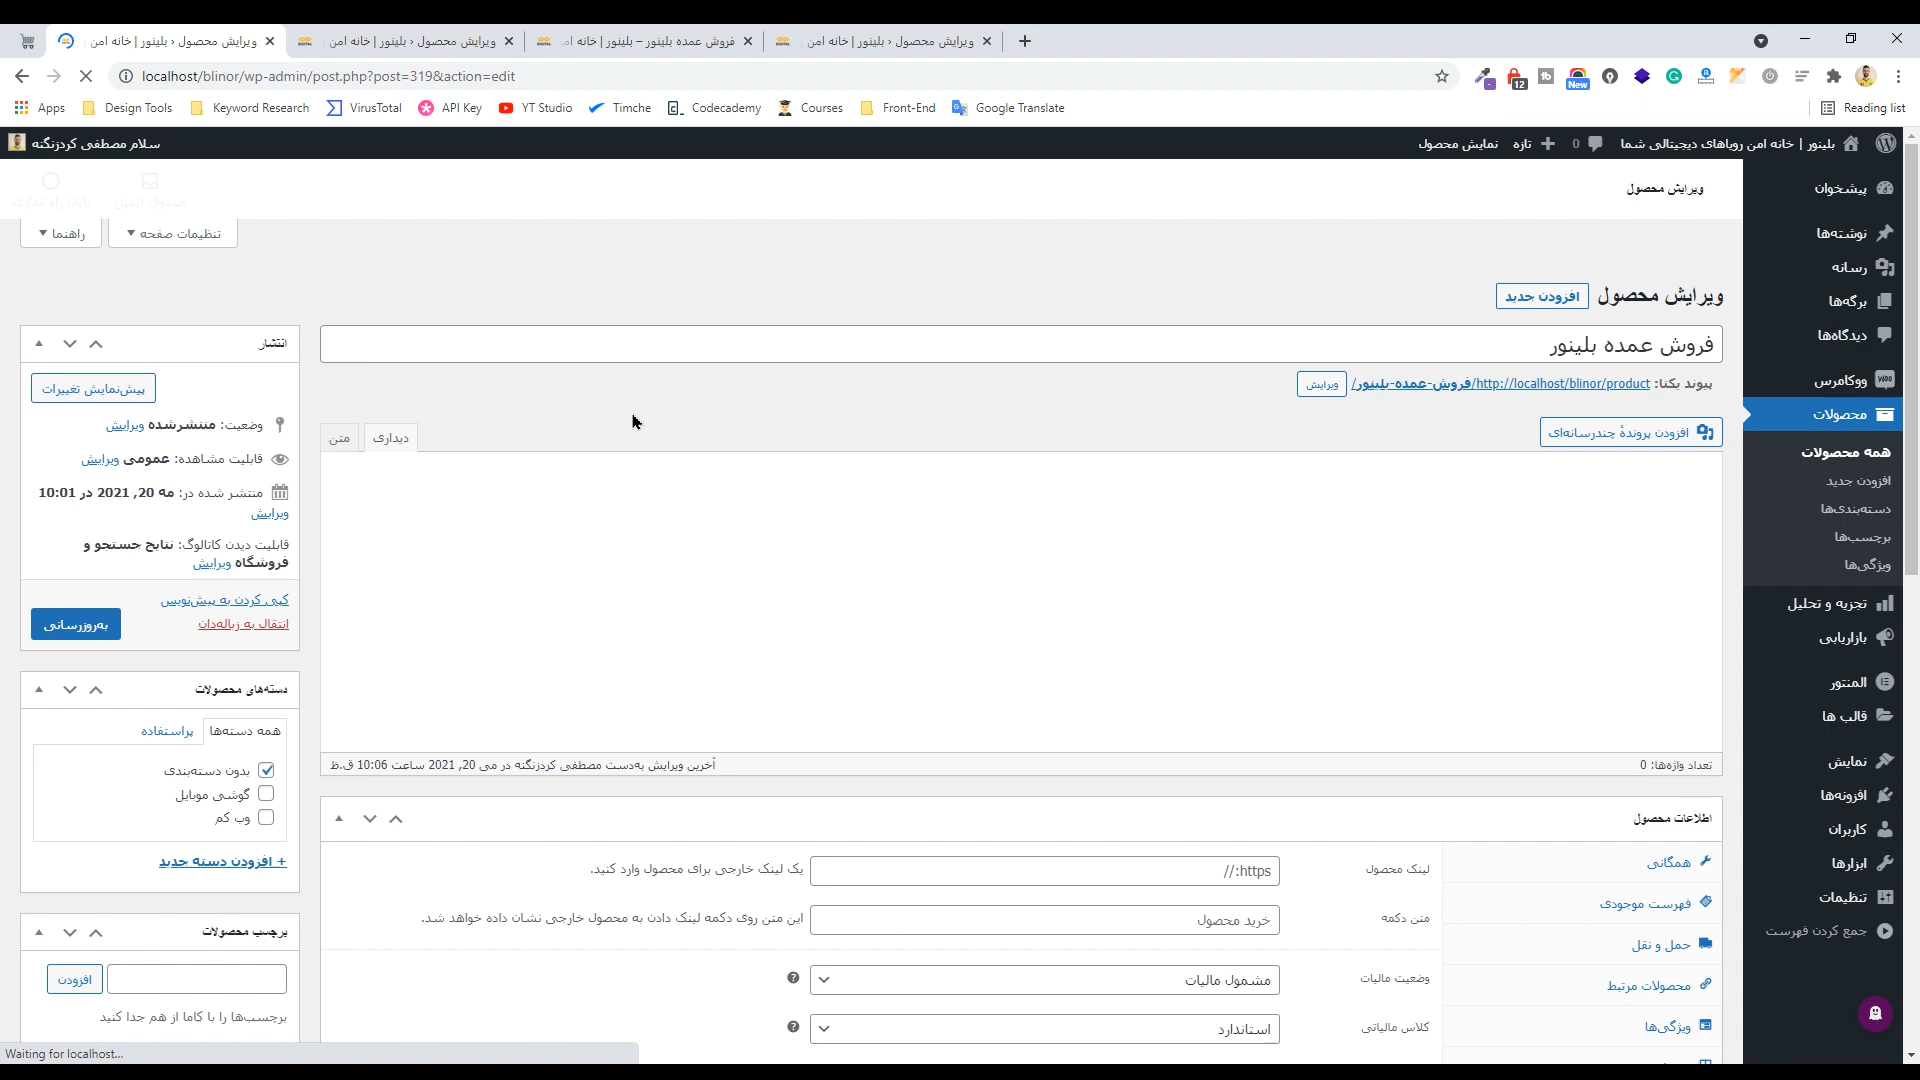 ویرایش محصول ‹ بلینور | خانه امن
ویرایش محصول ‹ بلینور | خانه امن
فروش عمده بلینور – بلینور | خانه ا
ویرایش محصول ‹ بلینور | خانه امن
localhost/blinor/wp-admin/post.php?post=319&action=edit
12
New
Apps
Design Tools
Keyword Research
VirusTotal
API Key
YT Studio
Timche
Codecademy
Courses
Front-End
Google Translate
Reading list
بلینور | خانه امن رویاهای دیجیتالی شما
0
تازه
نمایش محصول
سلام مصطفی کردزنگنه
ویرایش محصول
صندوق ایمیل
پایان راه اندازی
تنظیمات صفحه
راهنما
ویرایش محصول
افزودن جدید
فروش عمده بلینور
پیوند یکتا: http://localhost/blinor/product/فروش-عمده-بلینور/
ویرایش
افزودن پروندهٔ چندرسانه‌ای
دیداری
متن
تعداد واژه‌ها: 0
آخرین ویرایش به‌دست مصطفی کردزنگنه در می 20, 2021 ساعت 10:06 ق.ظ
اطلاعات محصول
همگانی
فهرست موجودی
حمل و نقل
محصولات مرتبط
ویژگی‌ها
لینک محصول
https://
یک لینک خارجی برای محصول وارد کنید.
متن دکمه
خرید محصول
این متن روی دکمه لینک دادن به محصول خارجی نشان داده خواهد شد.
وضعیت مالیات
مشمول مالیات
کلاس مالیاتی
استاندارد
پیشخوان
نوشته‌ها
رسانه
برگه‌ها
دیدگاه‌ها
ووکامرس
محصولات
همه محصولات
افزودن جدید
دسته‌بندی‌ها
برچسب‌ها
ویژگی‌ها
تجزیه و تحلیل
بازاریابی
المنتور
قالب ها
نمایش
افزونه‌ها
کاربران
ابزارها
تنظیمات
جمع کردن فهرست
انتشار
پیش‌نمایش تغییرات
وضعیت: منتشرشده ویرایش
قابلیت مشاهده: عمومی ویرایش
منتشر شده در: مه 20, 2021 در 10:01
ویرایش
قابلیت دیدن کاتالوگ: نتایج جستجو و
فروشگاه ویرایش
کپی کردن به پیش‌نویس
انتقال به زباله‌دان
به‌روزرسانی
دسته‌های محصولات
همه دسته‌ها
پراستفاده
بدون دسته‌بندی
گوشی موبایل
وب کم
+ افزودن دسته جدید
برچسب محصولات
افزودن
برچسب‌ها را با کاما از هم جدا کنید
Waiting for localhost...